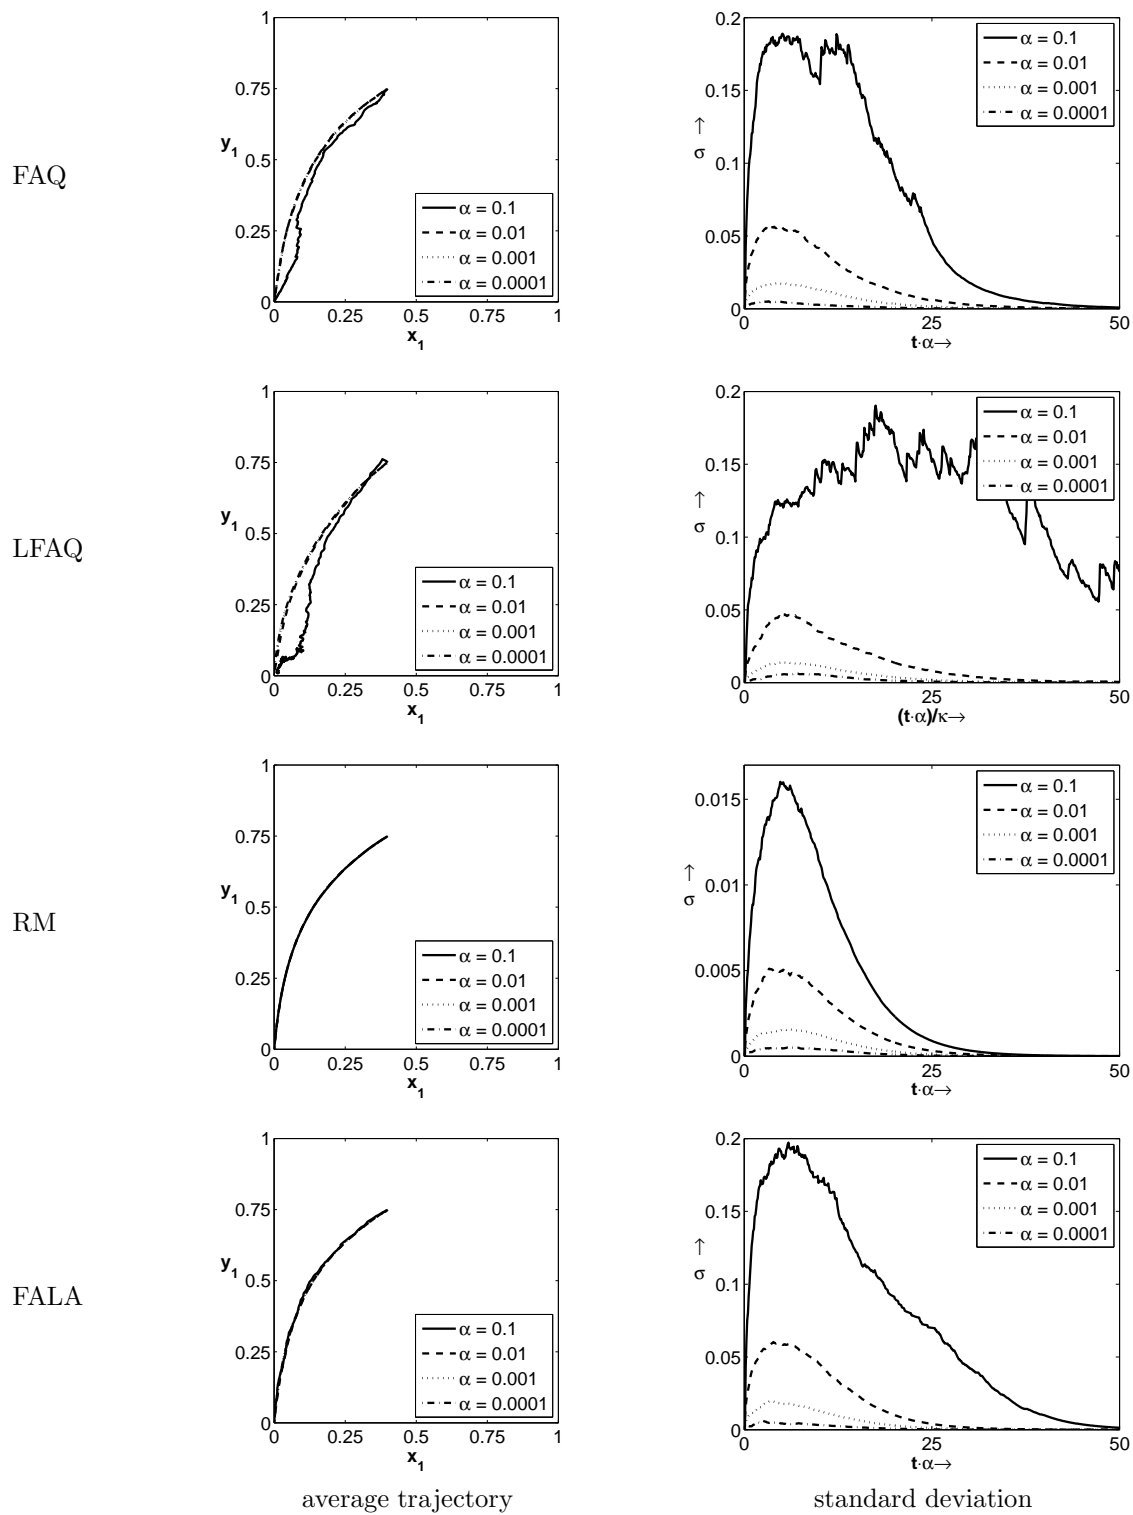 FAQ
1
0.75
y1
0.5
0.25
0
0 0.25 0.5 0.75 1
x1
α = 0.1
α = 0.01
α = 0.001
α = 0.0001
0.2
0.15
σ →
0.1
0.05
0
0 25 50
t·α→
α = 0.1
α = 0.01
α = 0.001
α = 0.0001
LFAQ
1
0.75
y1
0.5
0.25
0
0 0.25 0.5 0.75 1
x1
α = 0.1
α = 0.01
α = 0.001
α = 0.0001
0.2
0.15
σ →
0.1
0.05
0
0 25 50
(t·α)/κ→
α = 0.1
α = 0.01
α = 0.001
α = 0.0001
RM
1
0.75
y1
0.5
0.25
0
0 0.25 0.5 0.75 1
x1
α = 0.1
α = 0.01
α = 0.001
α = 0.0001
0.015
σ →
0.01
0.005
0
0 25 50
t·α→
α = 0.1
α = 0.01
α = 0.001
α = 0.0001
FALA
1
0.75
y1
0.5
0.25
0
0 0.25 0.5 0.75 1
x1
α = 0.1
α = 0.01
α = 0.001
α = 0.0001
0.2
0.15
σ →
0.1
0.05
0
0 25 50
t·α→
α = 0.1
α = 0.01
α = 0.001
α = 0.0001
average trajectory
standard deviation